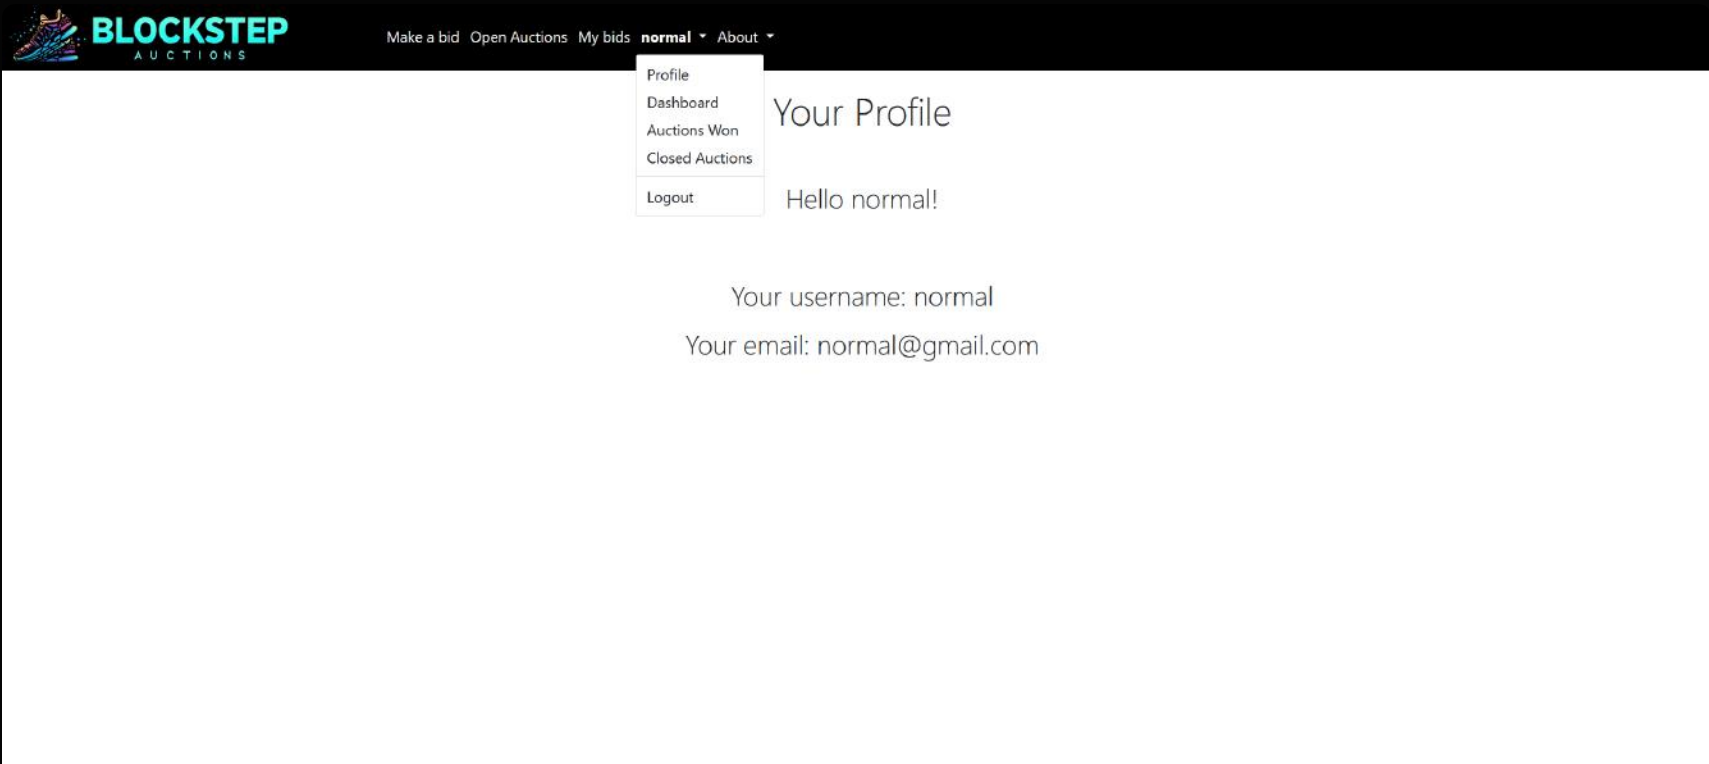 BLOCKSTEP
AUCTIONS
Make a bid Open Auctions My bids normal About
Profile
Dashboard
Auctions Won
Closed Auctions
Logout
Your Profile
Hello normal!
Your username: normal
Your email: normal@gmail.com